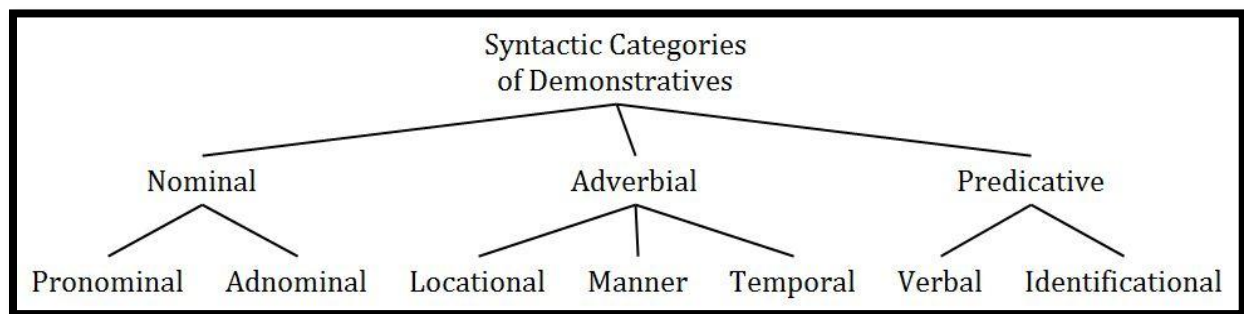 Syntactic Categories
of Demonstratives
Nominal Adverbial Predicative
Pronominal Adnominal Locational Manner Temporal Verbal Identificational